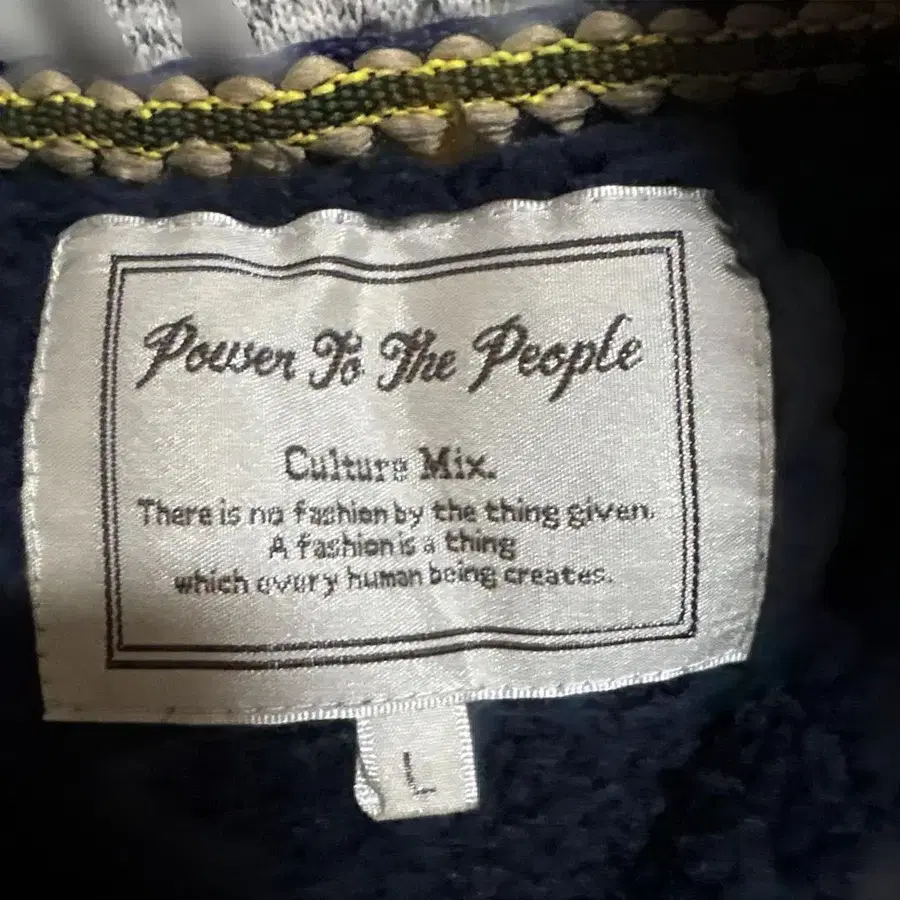 Power To The People
Culture Mix.
There is no fashion by the thing given.
A fashion is a thing
which every human being creates.
L